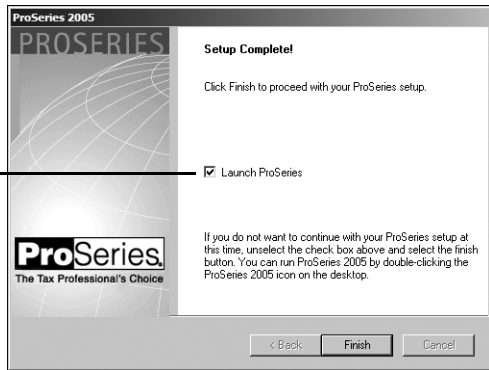 ProSeries 2005
PROSERIES
Setup Complete!
Click Finish to proceed with your ProSeries setup.
Launch ProSeries
If you do not want to continue with your ProSeries setup at
this time, unselect the check box above and select the finish
button. You can run ProSeries 2005 by double-clicking the
ProSeries 2005 icon on the desktop.
ProSeries.
The Tax Professional's Choice
< Back
Finish
Cancel